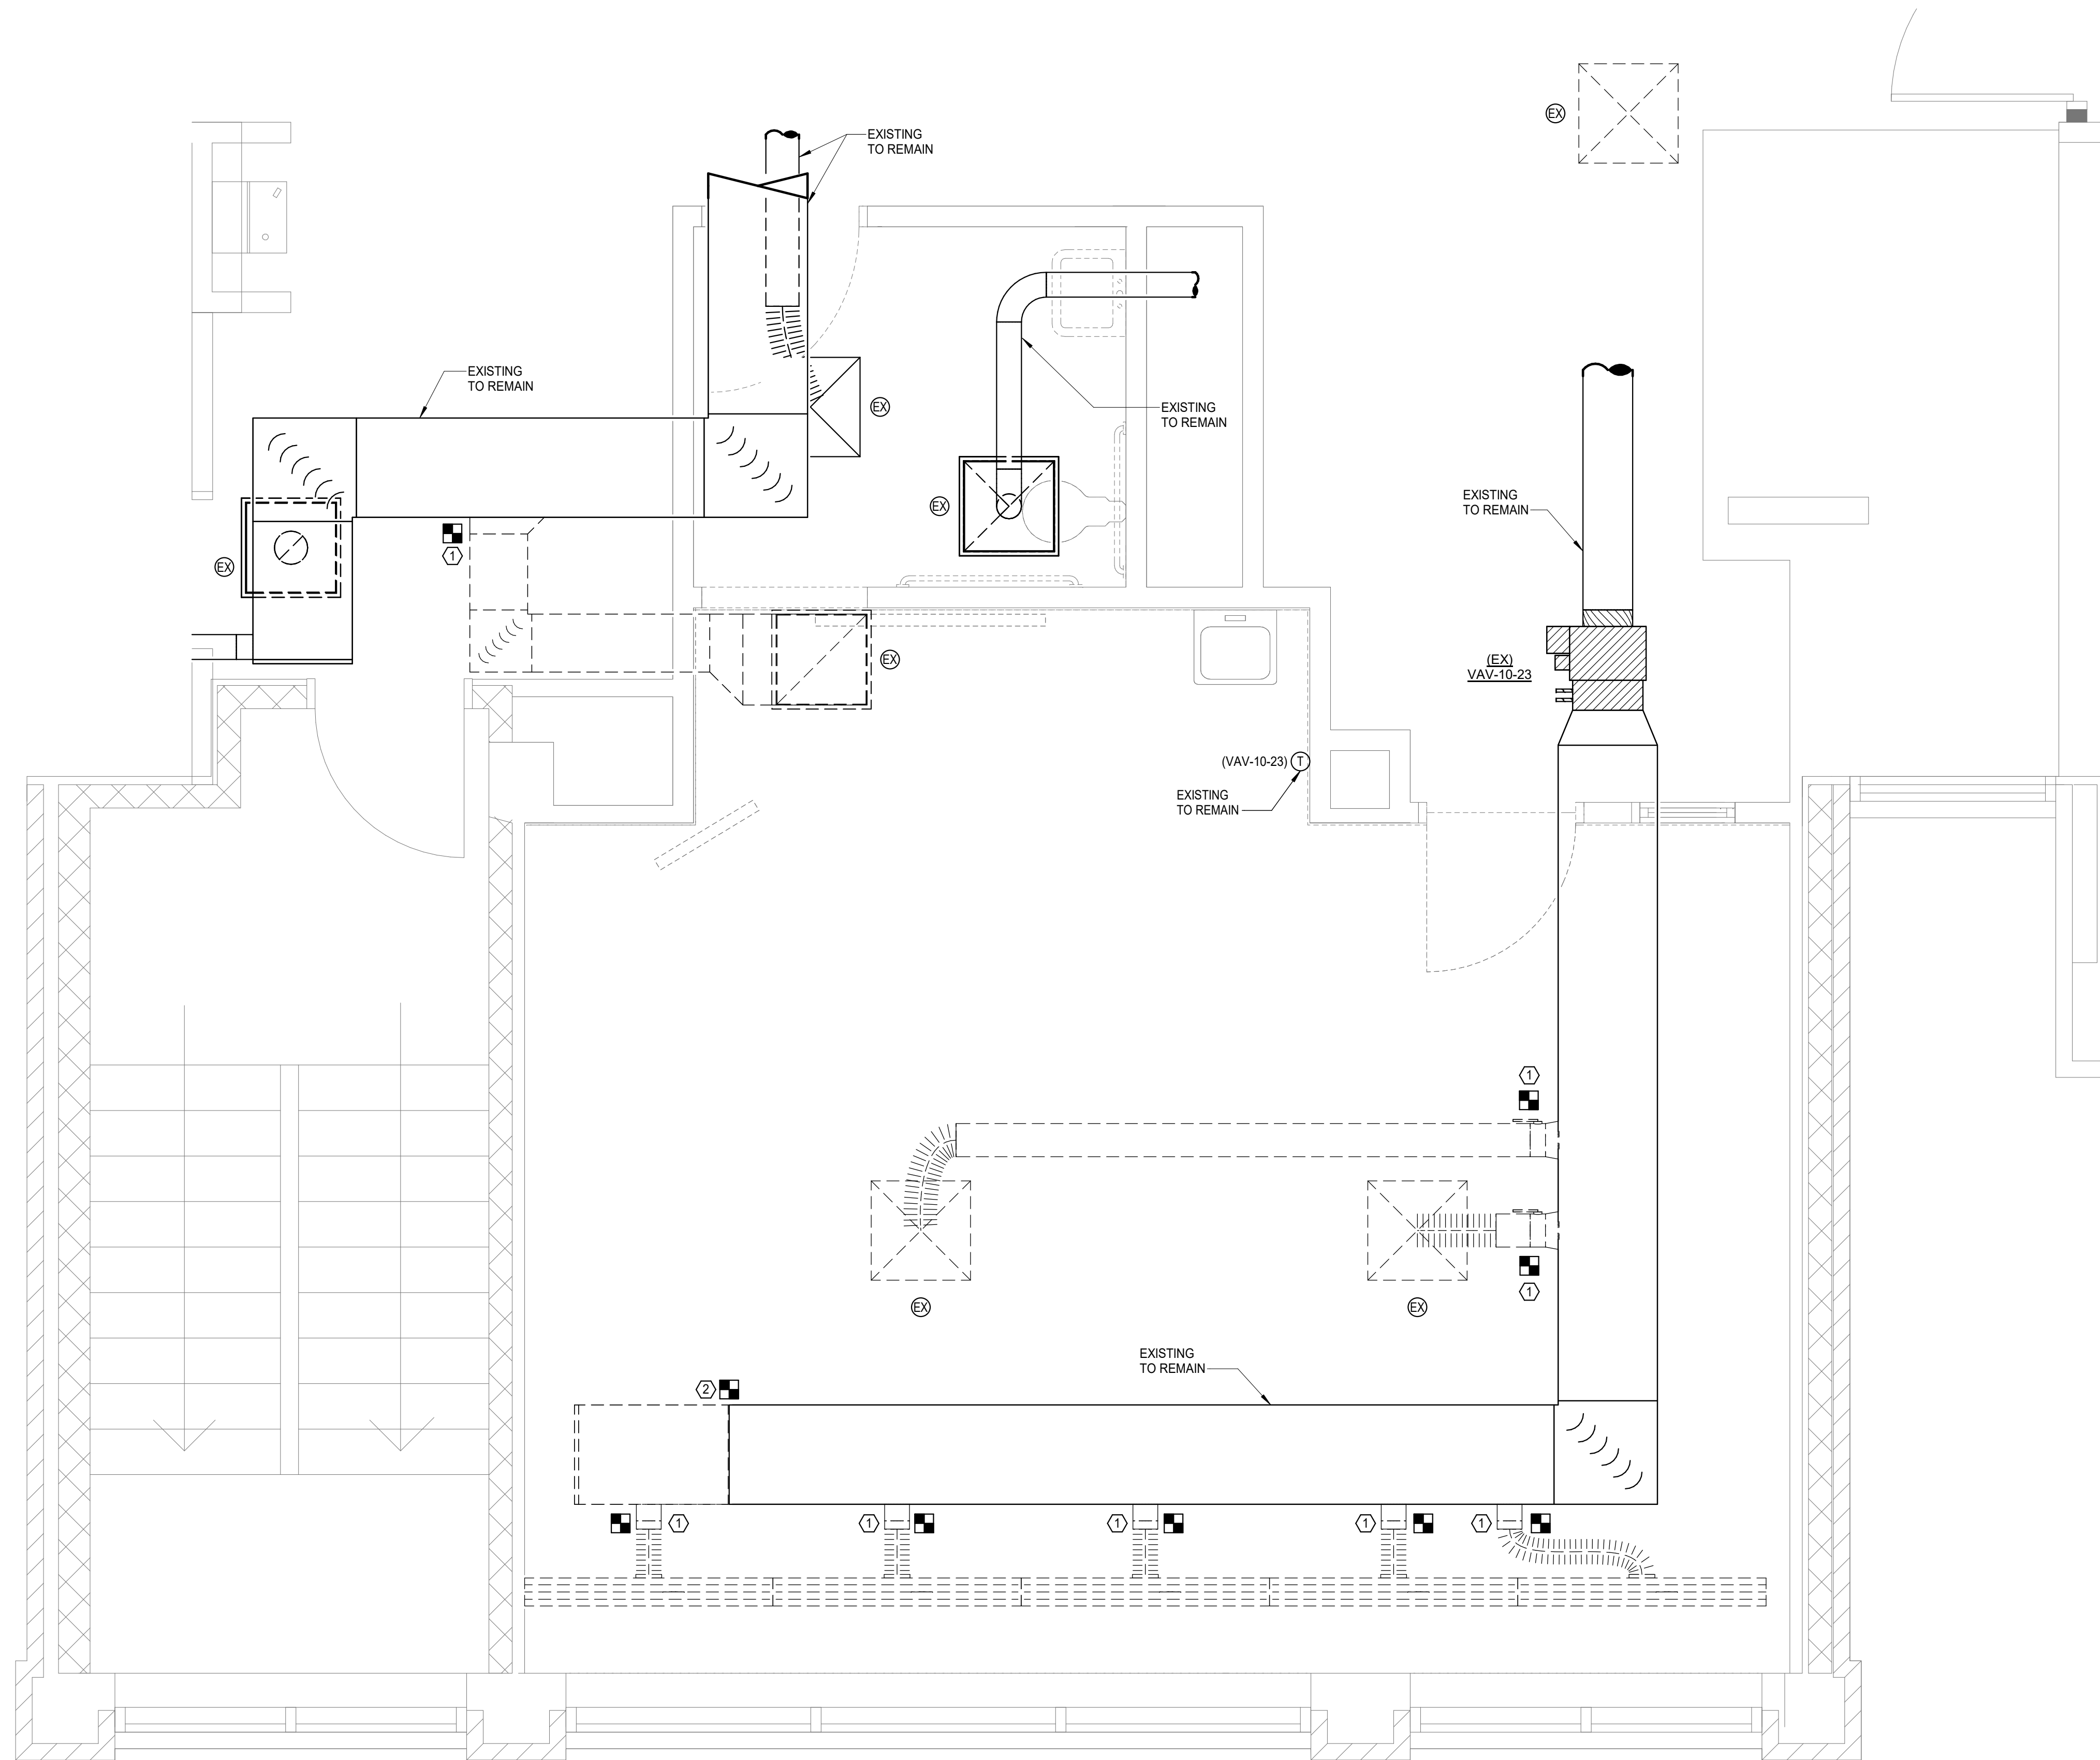 EX
EXISTING
TO REMAIN
EXISTING
TO REMAIN
EX
EXISTING
TO REMAIN
EX
EXISTING
TO REMAIN
1
EX
EX
(EX)
VAV-10-23
(VAV-10-23) T
EXISTING
TO REMAIN
1
1
EX
EX
EXISTING
TO REMAIN
2
1
1
1
1
1